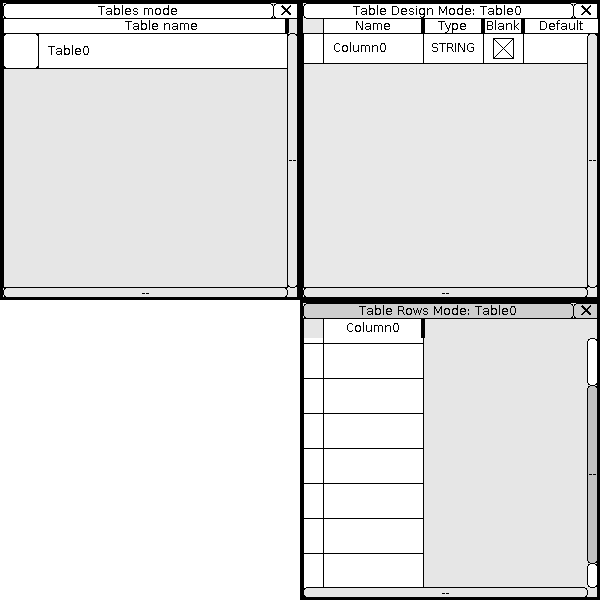 Tables mode
Table name
Table0
Table Design Mode: Table0
Name Type Blank Default
Column0 STRING
Table Rows Mode: Table0
Column0